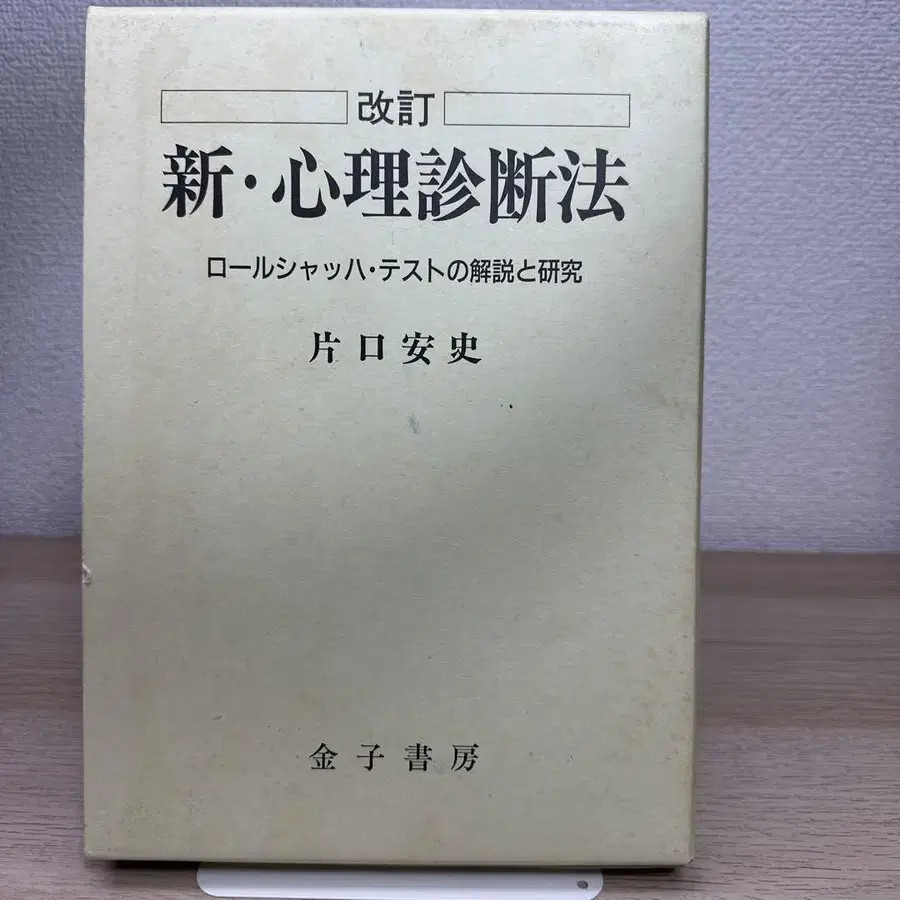 改訂
新・心理診断法
ロールシャッハ・テストの解説と研究
片口安史
金子書房